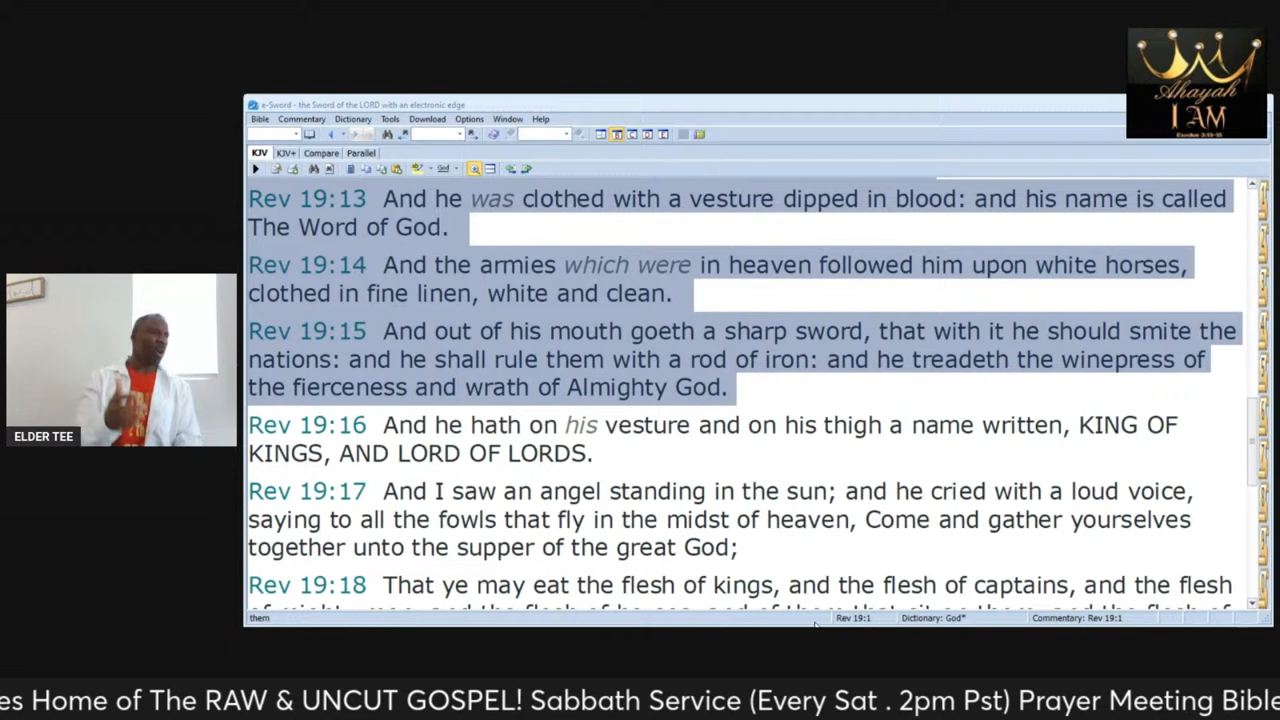 Ahayah
I AM
Exodus 3:13-15
e-Sword - the Sword of the LORD with an electronic edge
Bible Commentary Dictionary Tools Download Options Window Help
KJV KJV+ Compare Parallel
God
Rev 19:13 And he was clothed with a vesture dipped in blood: and his name is called
The Word of God.
Rev 19:14 And the armies which were in heaven followed him upon white horses,
clothed in fine linen, white and clean.
Rev 19:15 And out of his mouth goeth a sharp sword, that with it he should smite the
nations: and he shall rule them with a rod of iron: and he treadeth the winepress of
the fierceness and wrath of Almighty God.
Rev 19:16 And he hath on his vesture and on his thigh a name written, KING OF
KINGS, AND LORD OF LORDS.
Rev 19:17 And I saw an angel standing in the sun; and he cried with a loud voice,
saying to all the fowls that fly in the midst of heaven, Come and gather yourselves
together unto the supper of the great God;
Rev 19:18 That ye may eat the flesh of kings, and the flesh of captains, and the flesh
them Rev 19:1 Dictionary: God* Commentary: Rev 19:1
ELDER TEE
es Home of The RAW & UNCUT GOSPEL! Sabbath Service (Every Sat . 2pm Pst) Prayer Meeting Bible